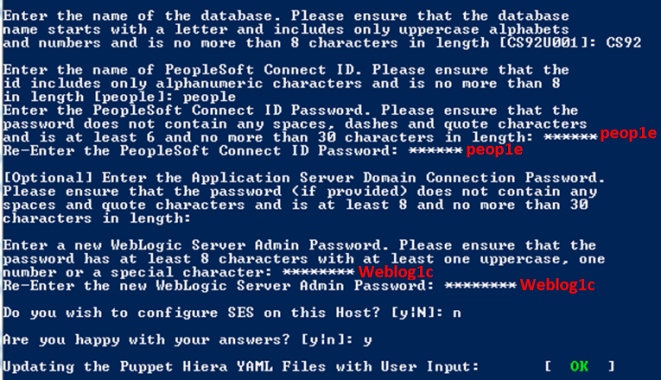 Enter the name of the database. Please ensure that the database
name starts with a letter and includes only uppercase alphabets
and numbers and is no more than 8 characters in length [CS92U001]: CS92
Enter the name of PeopleSoft Connect ID. Please ensure that the
id includes only alphanumeric characters and is no more than 8
in length [people]: people
Enter the PeopleSoft Connect ID Password. Please ensure that the
password does not contain any spaces, dashes and quote characters
and is at least 6 and no more than 30 characters in length: ****** peop1e
Re-Enter the PeopleSoft Connect ID Password: ****** peop1e
[Optional] Enter the Application Server Domain Connection Password.
Please ensure that the password (if provided) does not contain any
spaces and quote characters and is at least 8 and no more than 30
characters in length:
Enter a new WebLogic Server Admin Password. Please ensure that the
password has at least 8 characters with at least one uppercase, one
number or a special character: ******** Weblog1c
Re-Enter the new WebLogic Server Admin Password: ******** Weblog1c
Do you wish to configure SES on this Host? [y|N]: n
Are you happy with your answers? [y|n]: y
Updating the Puppet Hiera YAML Files with User Input: [ OK ]